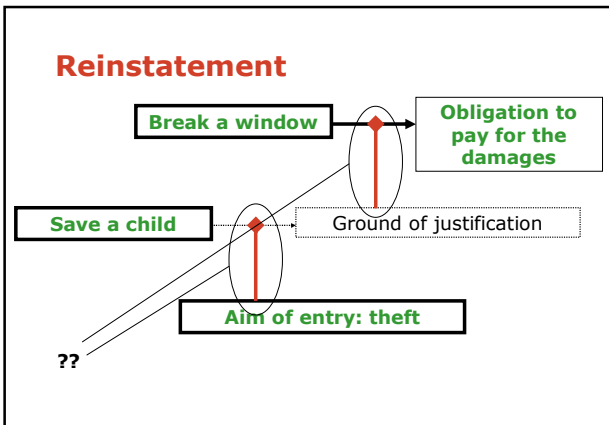 Reinstatement
Break a window
Obligation to
pay for the
damages
Save a child
Ground of justification
Aim of entry: theft
??